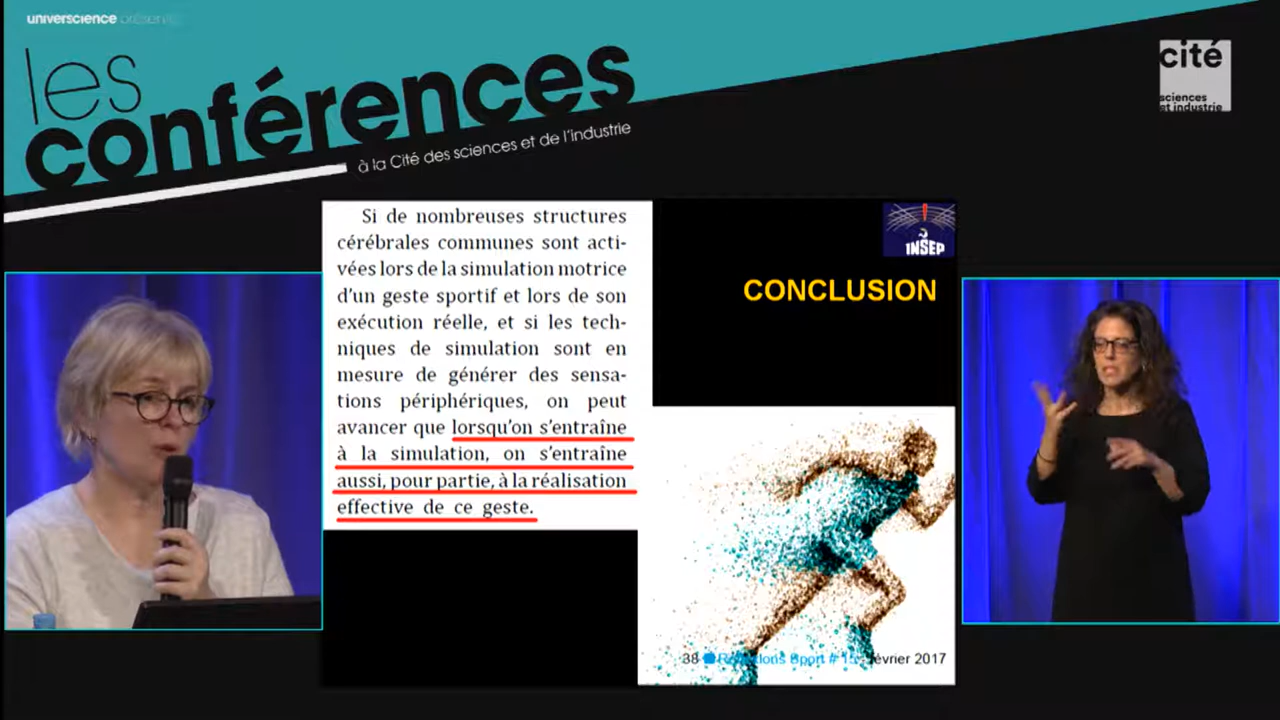 universcience présente
les
conférences
à la Cité des sciences et de l'industrie
cité
sciences
et industrie
Si de nombreuses structures
cérébrales communes sont acti-
vées lors de la simulation motrice
d'un geste sportif et lors de son
exécution réelle, et si les tech-
niques de simulation sont en
mesure de générer des sensa-
tions périphériques, on peut
avancer que lorsqu'on s'entraîne
à la simulation, on s'entraîne
aussi, pour partie, à la réalisation
effective de ce geste.
INSEP
CONCLUSION
38 Réflexions Sport # 15 février 2017